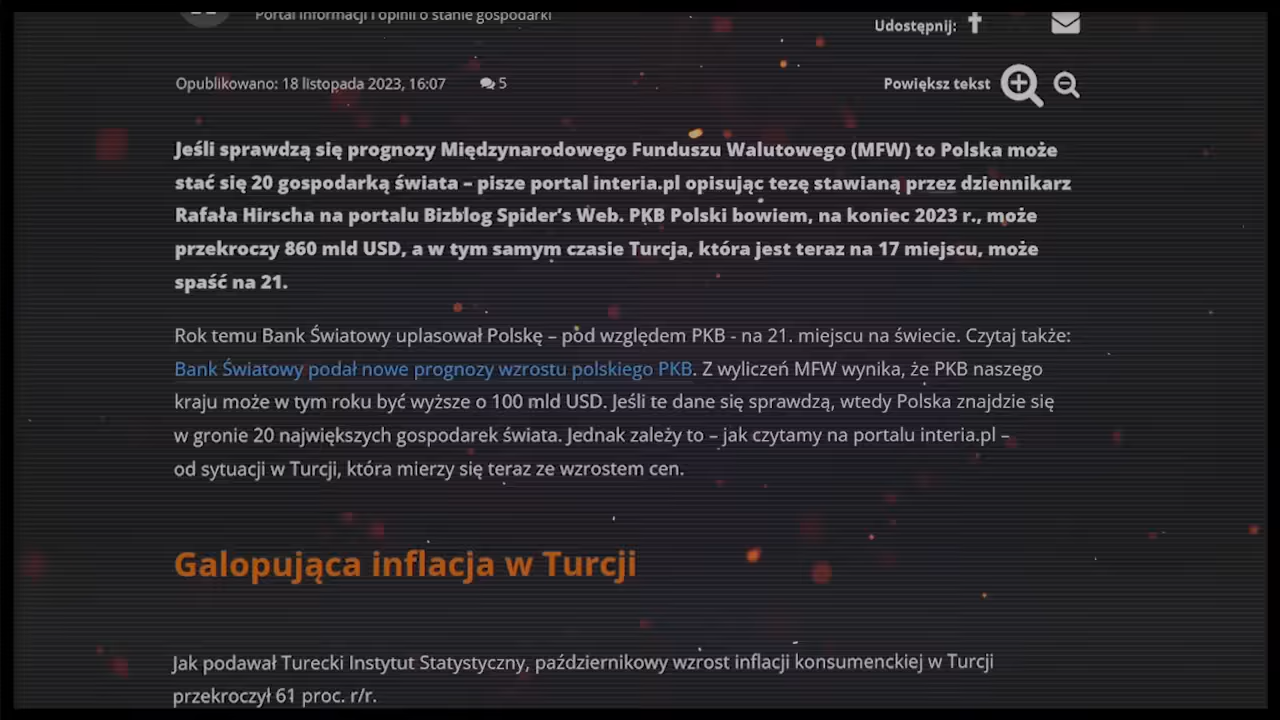 Portal informacji i opinii o stanie gospodarki
Udostępnij:
Opublikowano: 18 listopada 2023, 16:07 5
Powiększ tekst
Jeśli sprawdzą się prognozy Międzynarodowego Funduszu Walutowego (MFW) to Polska może
stać się 20 gospodarką świata – pisze portal interia.pl opisując tezę stawianą przez dziennikarz
Rafała Hirscha na portalu Bizblog Spider’s Web. PKB Polski bowiem, na koniec 2023 r., może
przekroczy 860 mld USD, a w tym samym czasie Turcja, która jest teraz na 17 miejscu, może
spaść na 21.
Rok temu Bank Światowy uplasował Polskę – pod względem PKB - na 21. miejscu na świecie. Czytaj także:
Bank Światowy podał nowe prognozy wzrostu polskiego PKB. Z wyliczeń MFW wynika, że PKB naszego
kraju może w tym roku być wyższe o 100 mld USD. Jeśli te dane się sprawdzą, wtedy Polska znajdzie się
w gronie 20 największych gospodarek świata. Jednak zależy to – jak czytamy na portalu interia.pl –
od sytuacji w Turcji, która mierzy się teraz ze wzrostem cen.
Galopująca inflacja w Turcji
Jak podawał Turecki Instytut Statystyczny, październikowy wzrost inflacji konsumenckiej w Turcji
przekroczył 61 proc. r/r.